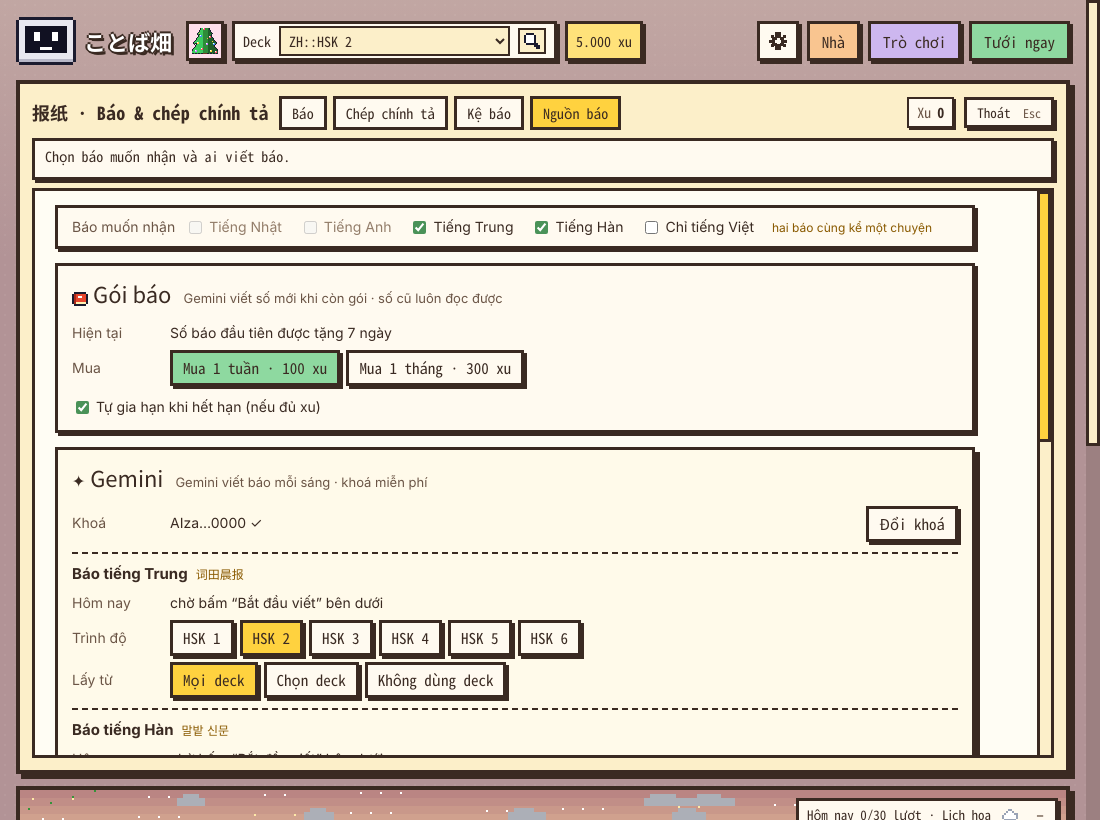 ことば畑 Deck ZH::HSK 2 5.000 xu Nhà Trò chơi Tưới ngay
报纸 · Báo & chép chính tả Báo Chép chính tả Kệ báo Nguồn báo Xu 0 Thoát Esc
Chọn báo muốn nhận và ai viết báo.
Báo muốn nhận Tiếng Nhật Tiếng Anh Tiếng Trung Tiếng Hàn Chỉ tiếng Việt hai báo cùng kể một chuyện
Gói báo Gemini viết số mới khi còn gói · số cũ luôn đọc được
Hiện tại Số báo đầu tiên được tặng 7 ngày
Mua Mua 1 tuần · 100 xu Mua 1 tháng · 300 xu
Tự gia hạn khi hết hạn (nếu đủ xu)
✦ Gemini Gemini viết báo mỗi sáng · khoá miễn phí
Khoá AIza...0000 ✓ Đổi khoá
Báo tiếng Trung 词田晨报
Hôm nay chờ bấm “Bắt đầu viết” bên dưới
Trình độ HSK 1 HSK 2 HSK 3 HSK 4 HSK 5 HSK 6
Lấy từ Mọi deck Chọn deck Không dùng deck
Báo tiếng Hàn 말밭 신문
Hôm nay 0/30 lượt · Lịch hoa –